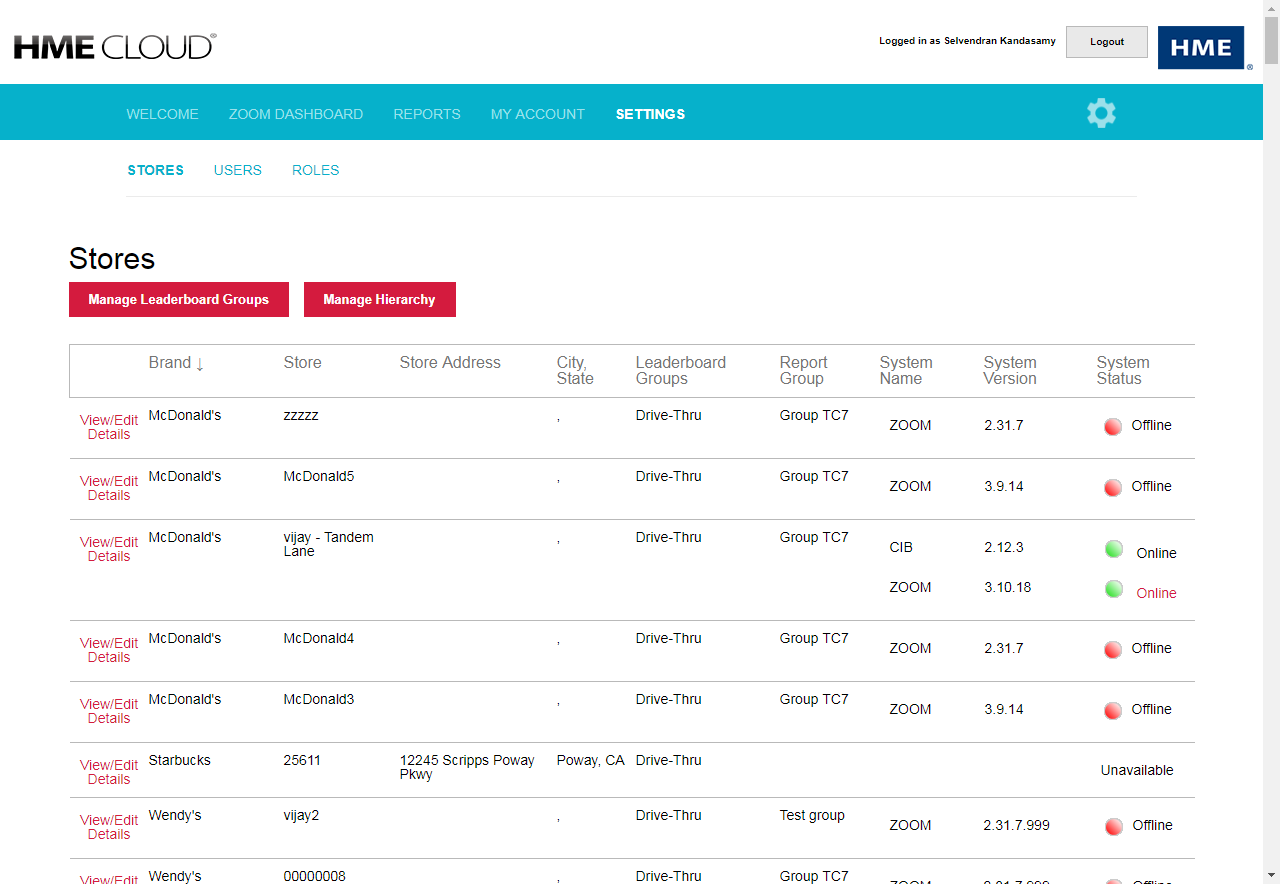 HME CLOUD®
Logged in as Selvendran Kandasamy
Logout
HME®
WELCOME ZOOM DASHBOARD REPORTS MY ACCOUNT SETTINGS
STORES USERS ROLES
Stores
Manage Leaderboard Groups Manage Hierarchy
Brand ↓ Store Store Address City, State Leaderboard Groups Report Group System Name System Version System Status
View/Edit Details McDonald's zzzzz , Drive-Thru Group TC7 ZOOM 2.31.7 Offline
View/Edit Details McDonald's McDonald5 , Drive-Thru Group TC7 ZOOM 3.9.14 Offline
View/Edit Details McDonald's vijay - Tandem Lane , Drive-Thru Group TC7 CIB 2.12.3 Online
ZOOM 3.10.18 Online
View/Edit Details McDonald's McDonald4 , Drive-Thru Group TC7 ZOOM 2.31.7 Offline
View/Edit Details McDonald's McDonald3 , Drive-Thru Group TC7 ZOOM 3.9.14 Offline
View/Edit Details Starbucks 25611 12245 Scripps Poway Pkwy Poway, CA Drive-Thru Unavailable
View/Edit Details Wendy's vijay2 , Drive-Thru Test group ZOOM 2.31.7.999 Offline
View/Edit Wendy's 00000008 , Drive-Thru Group TC7 ZOOM 2.31.7.999 Offline